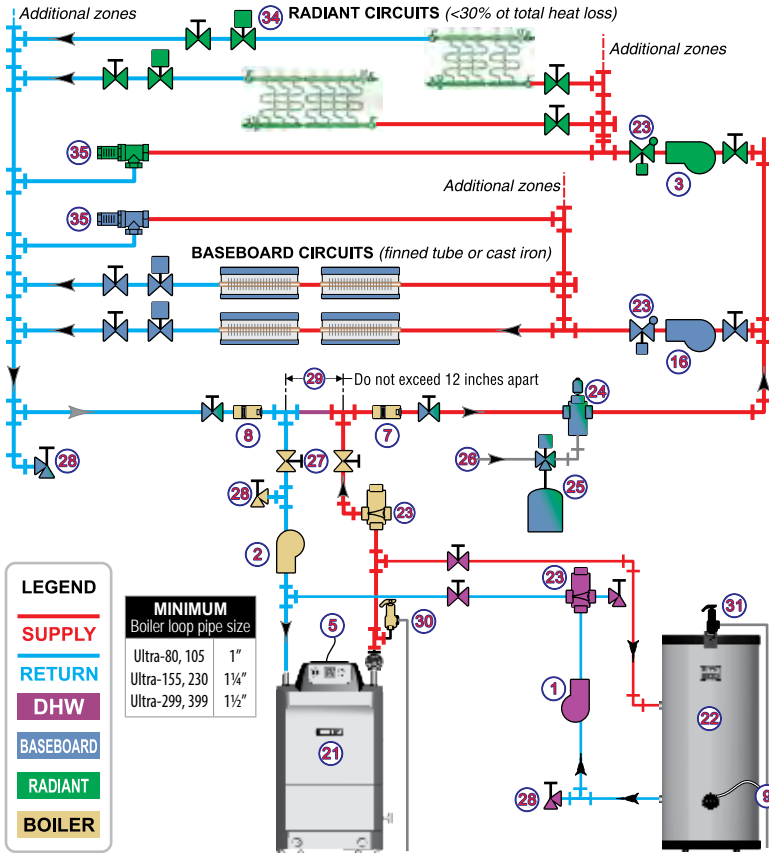 Additional zones
34
RADIANT CIRCUITS (<30% ot total heat loss)
Additional zones
23
3
35
Additional zones
35
BASEBOARD CIRCUITS (finned tube or cast iron)
23
16
29
Do not exceed 12 inches apart
24
8
7
26
28
27
25
28
23
2
23
LEGEND
SUPPLY
RETURN
DHW
BASEBOARD
RADIANT
BOILER
MINIMUM
Boiler loop pipe size
Ultra-80, 105 1"
Ultra-155, 230 1¼"
Ultra-299, 399 1½"
5
30
31
1
21
22
28
9